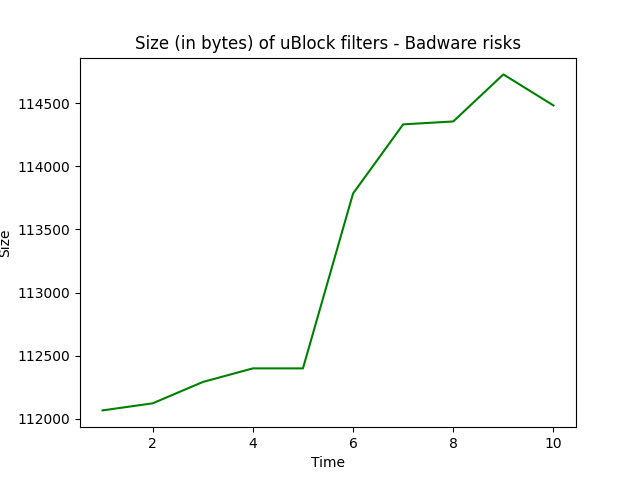 Size (in bytes) of uBlock filters - Badware risks
114500
114000
113500
113000
112500
112000
Size
2 4 6 8 10
Time